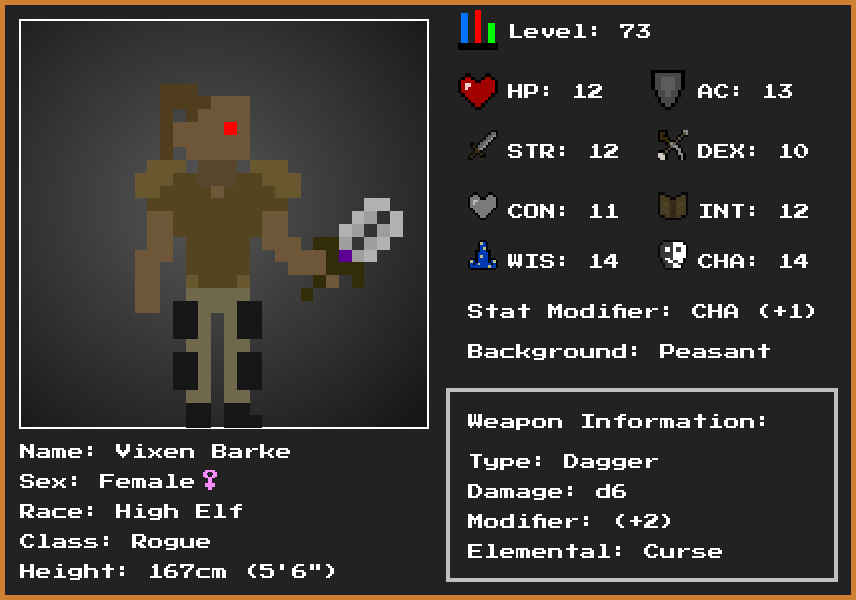 Level: 73
HP: 12 AC: 13
STR: 12 DEX: 10
CON: 11 INT: 12
WIS: 14 CHA: 14
Stat Modifier: CHA (+1)
Background: Peasant
Weapon Information:
Type: Dagger
Damage: d6
Modifier: (+2)
Elemental: Curse
Name: Vixen Barke
Sex: Female♀
Race: High Elf
Class: Rogue
Height: 167cm (5'6")